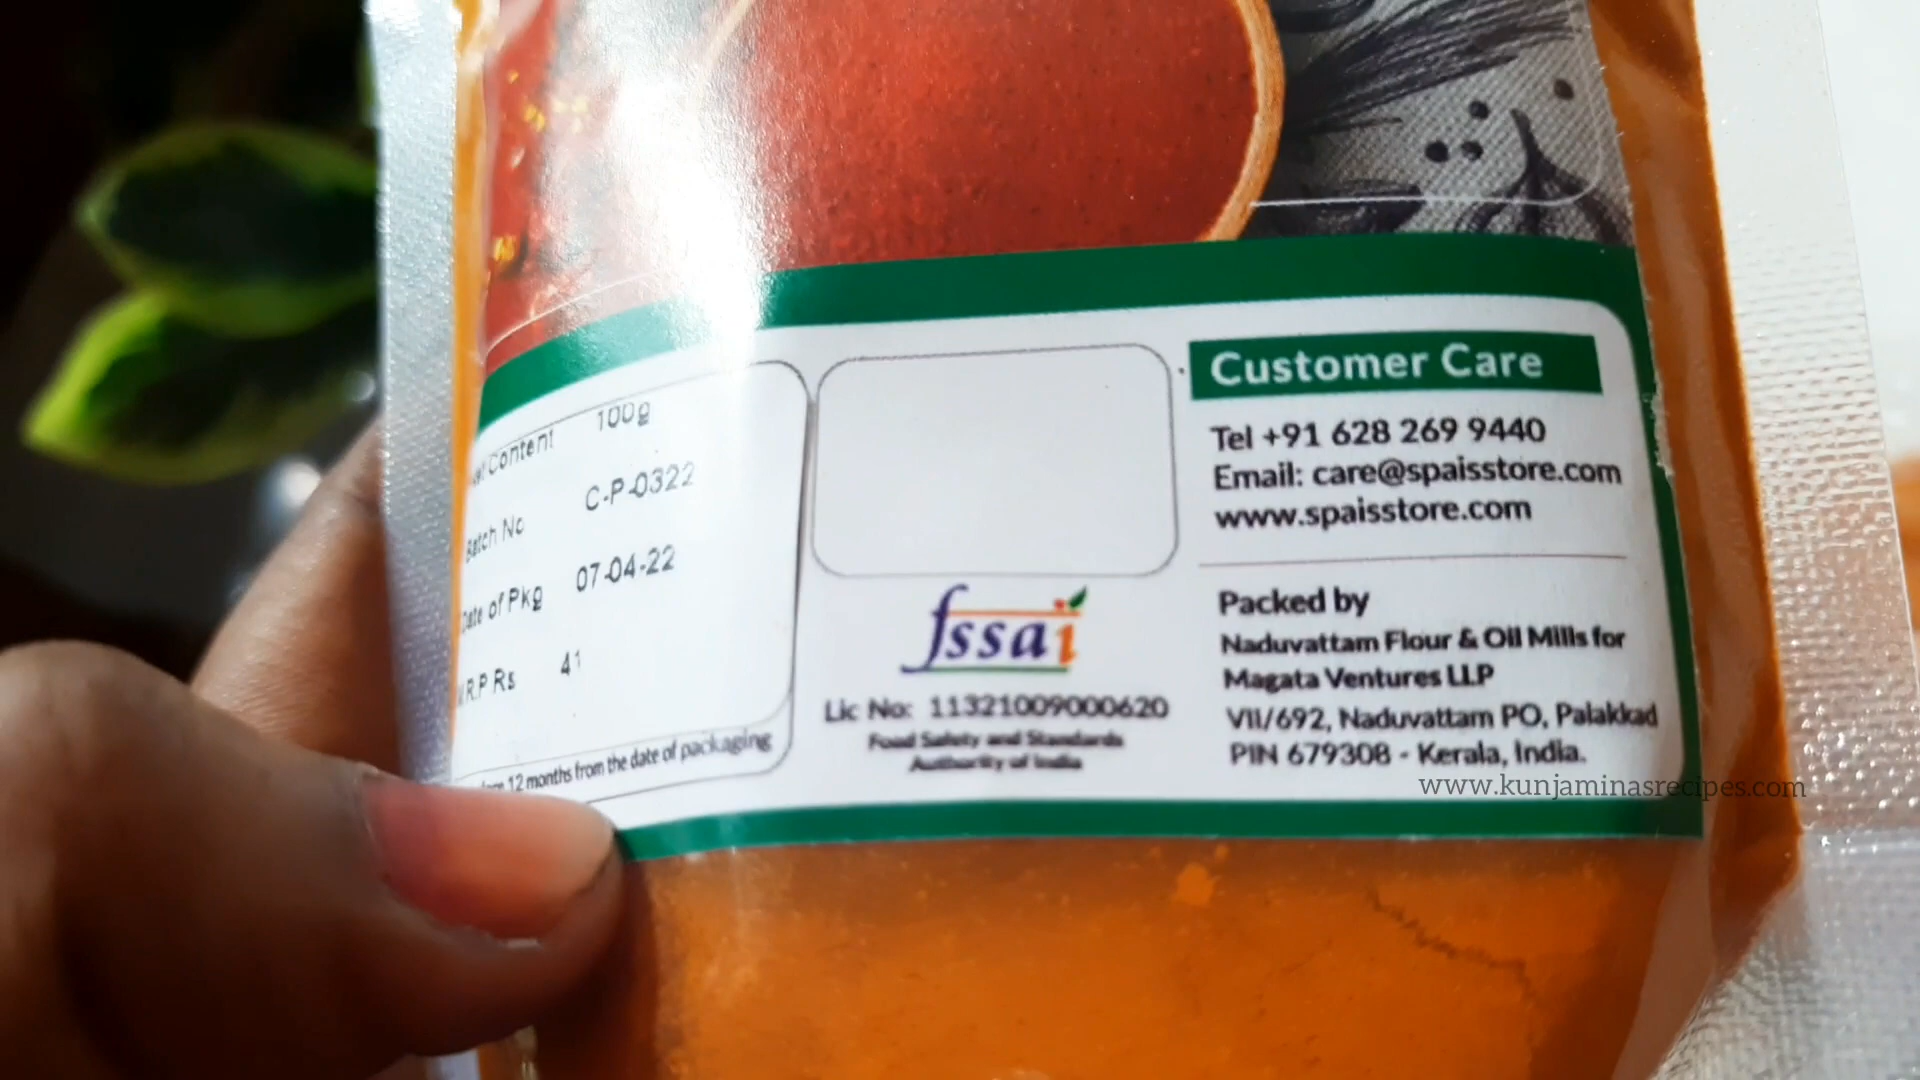 Content 100g
Batch No C-P-0322
Date of Pkg 07-04-22
M.R.P Rs 41
12 months from the date of packaging
fssai
Lic No: 11321009000620
Food Safety and Standards
Authority of India
Customer Care
Tel +91 628 269 9440
Email: care@spaisstore.com
www.spaisstore.com
Packed by
Naduvattam Flour & Oil Mills for
Magata Ventures LLP
VII/692, Naduvattam PO, Palakkad
PIN 679308 - Kerala, India.
www.kunjaminasrecipes.com